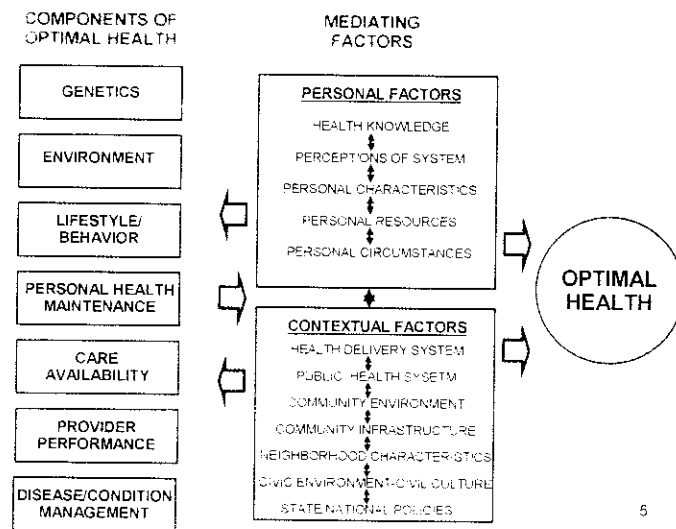 COMPONENTS OF
OPTIMAL HEALTH
GENETICS
ENVIRONMENT
LIFESTYLE/
BEHAVIOR
PERSONAL HEALTH
MAINTENANCE
CARE
AVAILABILITY
PROVIDER
PERFORMANCE
DISEASE/CONDITION
MANAGEMENT
MEDIATING
FACTORS
PERSONAL FACTORS
HEALTH KNOWLEDGE
PERCEPTIONS OF SYSTEM
PERSONAL CHARACTERISTICS
PERSONAL RESOURCES
PERSONAL CIRCUMSTANCES
CONTEXTUAL FACTORS
HEALTH DELIVERY SYSTEM
PUBLIC HEALTH SYSETM
COMMUNITY ENVIRONMENT
COMMUNITY INFRASTRUCTURE
NEIGHBORHOOD CHARACTERISTICS
CIVIC ENVIRONMENT-CIVIL CULTURE
STATE NATIONAL POLICIES
OPTIMAL
HEALTH
5